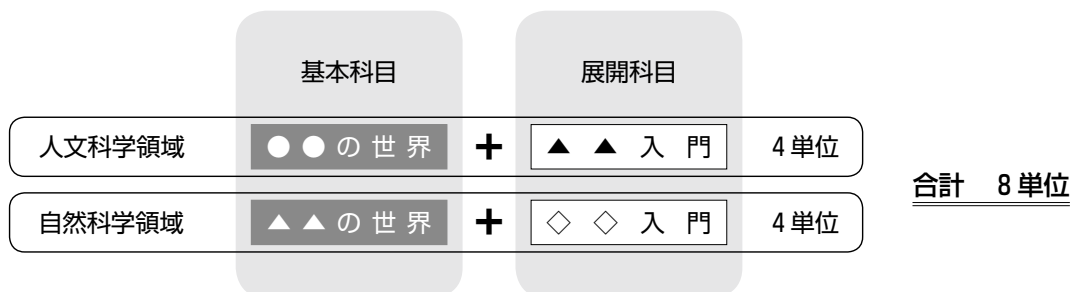 基本科目 展開科目
人文科学領域 ●●の世界 + ▲▲入門 4単位
合計 8単位
自然科学領域 ▲▲の世界 + ◇◇入門 4単位